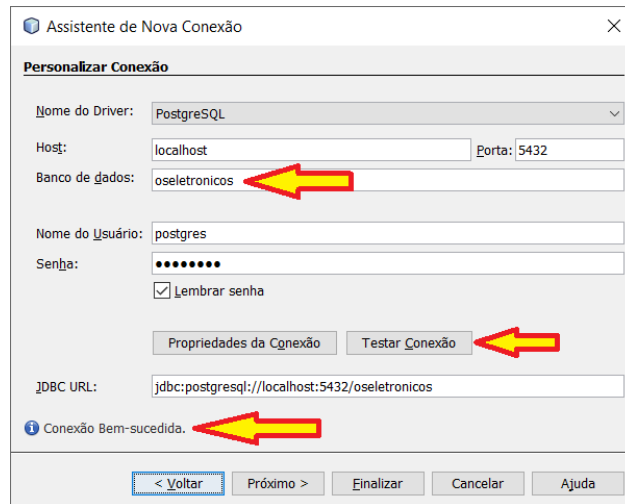 Assistente de Nova Conexão
Personalizar Conexão
Nome do Driver: PostgreSQL
Host: localhost Porta: 5432
Banco de dados: oseletronicos
Nome do Usuário: postgres
Senha: ●●●●●●●●
Lembrar senha
Propriedades da Conexão Testar Conexão
JDBC URL: jdbc:postgresql://localhost:5432/oseletronicos
Conexão Bem-sucedida.
< Voltar Próximo > Finalizar Cancelar Ajuda